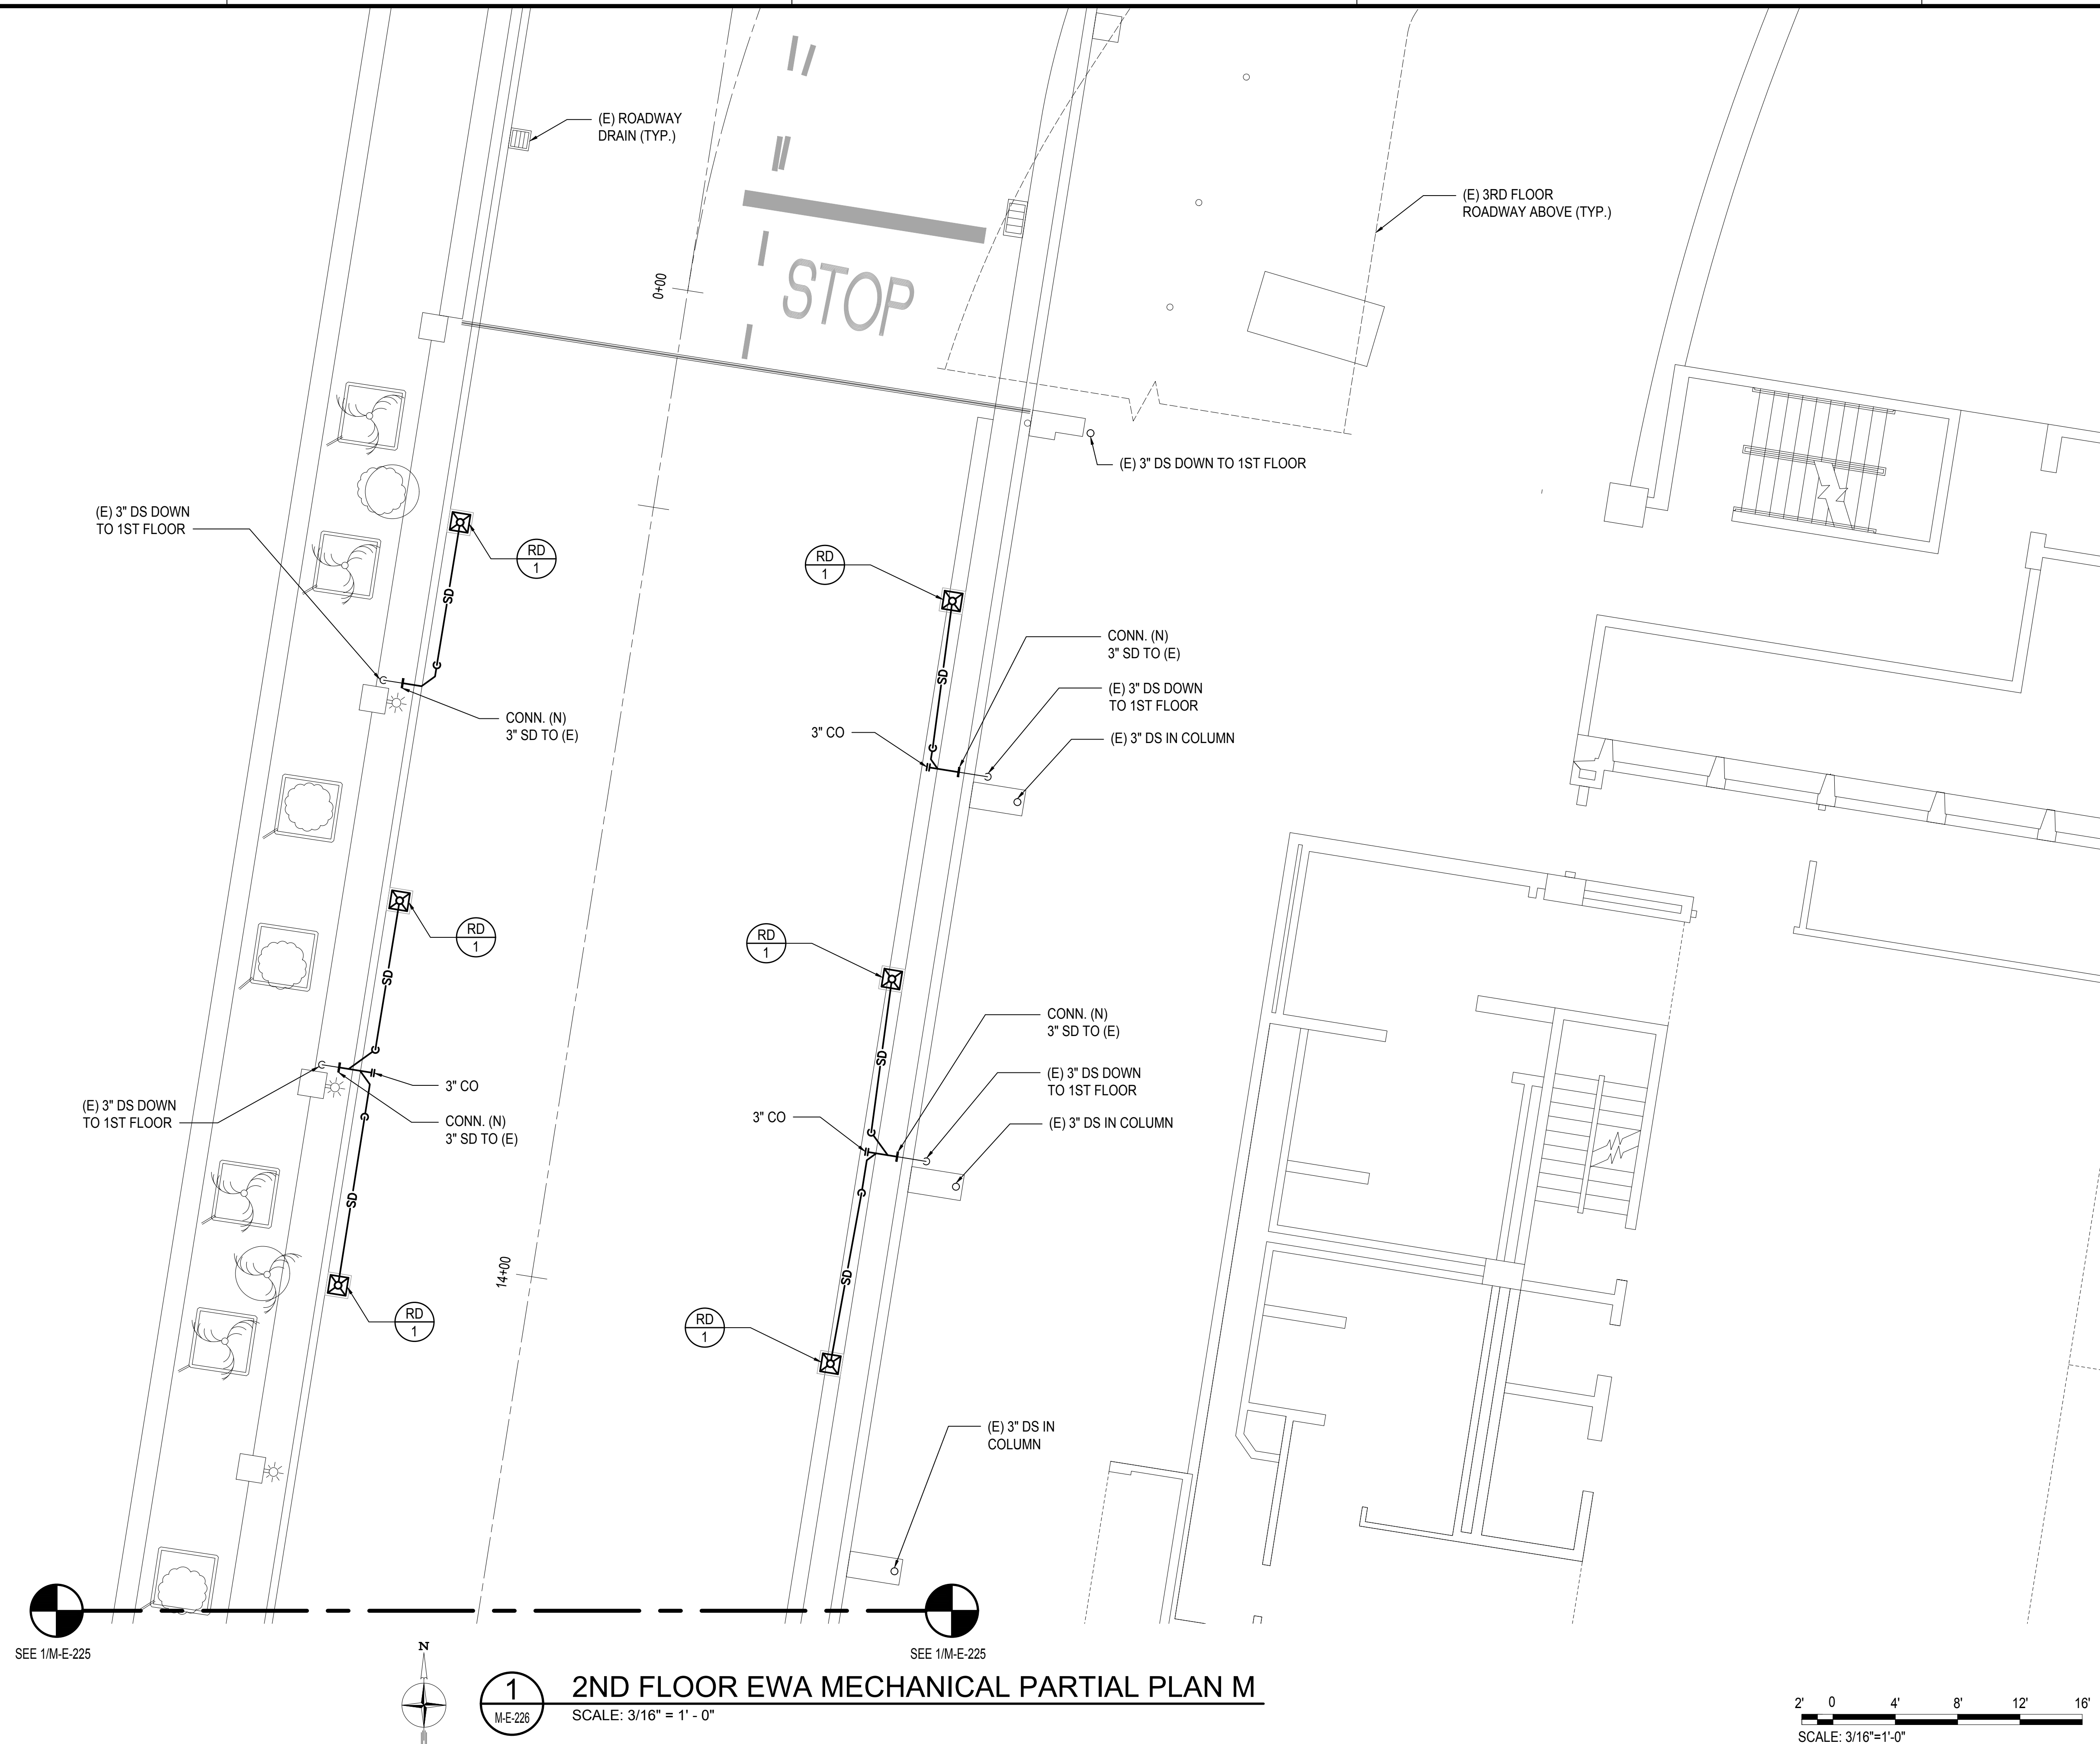 (E) ROADWAY
DRAIN (TYP.)
(E) 3RD FLOOR
ROADWAY ABOVE (TYP.)
0+00
STOP
(E) 3" DS DOWN TO 1ST FLOOR
(E) 3" DS DOWN
TO 1ST FLOOR
RD
1
RD
1
SD
CONN. (N)
3" SD TO (E)
SD
(E) 3" DS DOWN
TO 1ST FLOOR
CONN. (N)
3" SD TO (E)
3" CO
(E) 3" DS IN COLUMN
RD
1
RD
1
SD
CONN. (N)
3" SD TO (E)
SD
(E) 3" DS DOWN
TO 1ST FLOOR
3" CO
(E) 3" DS DOWN
TO 1ST FLOOR
3" CO
(E) 3" DS IN COLUMN
CONN. (N)
3" SD TO (E)
SD
14+00
SD
RD
1
RD
1
(E) 3" DS IN
COLUMN
SEE 1/M-E-225
SEE 1/M-E-225
N
1
M-E-226
2ND FLOOR EWA MECHANICAL PARTIAL PLAN M
SCALE: 3/16" = 1' - 0"
2' 0 4' 8' 12' 16'
SCALE: 3/16"=1'-0"